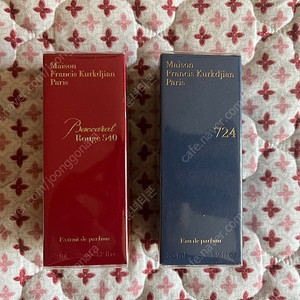 Maison
Francis Kurkdjian
Paris
Baccarat
Rouge 540
Extrait de parfum
Maison
Francis Kurkdjian
Paris
724
Eau de parfum